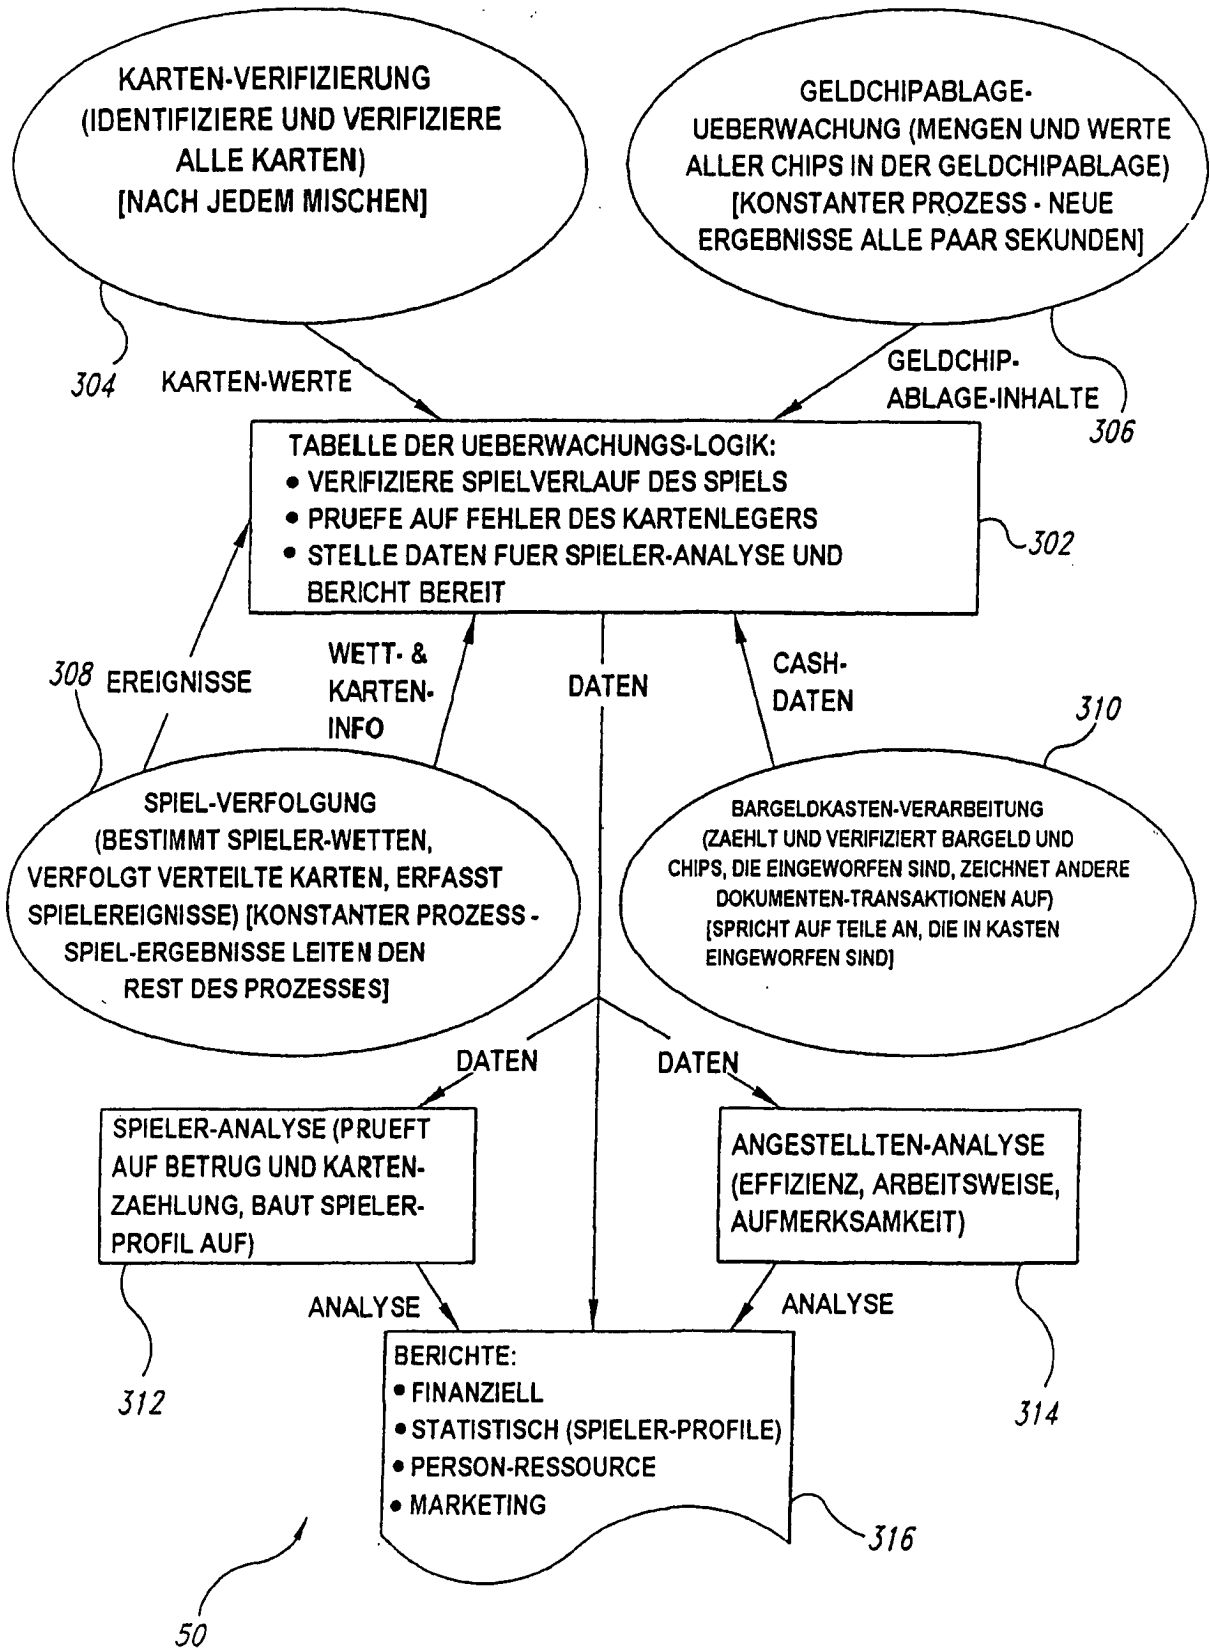 KARTEN-VERIFIZIERUNG
(IDENTIFIZIERE UND VERIFIZIERE
ALLE KARTEN)
[NACH JEDEM MISCHEN]
GELDCHIPABLAGE-
UEBERWACHUNG (MENGEN UND WERTE
ALLER CHIPS IN DER GELDCHIPABLAGE)
[KONSTANTER PROZESS - NEUE
ERGEBNISSE ALLE PAAR SEKUNDEN]
304
KARTEN-WERTE
GELDCHIP-
ABLAGE-INHALTE
306
TABELLE DER UEBERWACHUNGS-LOGIK:
• VERIFIZIERE SPIELVERLAUF DES SPIELS
• PRUEFE AUF FEHLER DES KARTENLEGERS
• STELLE DATEN FUER SPIELER-ANALYSE UND
BERICHT BEREIT
302
308
EREIGNISSE
WETT- &
KARTEN-
INFO
DATEN
CASH-
DATEN
310
SPIEL-VERFOLGUNG
(BESTIMMT SPIELER-WETTEN,
VERFOLGT VERTEILTE KARTEN, ERFASST
SPIELEREIGNISSE) [KONSTANTER PROZESS -
SPIEL-ERGEBNISSE LEITEN DEN
REST DES PROZESSES]
BARGELDKASTEN-VERARBEITUNG
(ZAEHLT UND VERIFIZIERT BARGELD UND
CHIPS, DIE EINGEWORFEN SIND, ZEICHNET ANDERE
DOKUMENTEN-TRANSAKTIONEN AUF)
[SPRICHT AUF TEILE AN, DIE IN KASTEN
EINGEWORFEN SIND]
DATEN
DATEN
SPIELER-ANALYSE (PRUEFT
AUF BETRUG UND KARTEN-
ZAEHLUNG, BAUT SPIELER-
PROFIL AUF)
ANGESTELLTEN-ANALYSE
(EFFIZIENZ, ARBEITSWEISE,
AUFMERKSAMKEIT)
312
ANALYSE
ANALYSE
314
BERICHTE:
• FINANZIELL
• STATISTISCH (SPIELER-PROFILE)
• PERSON-RESSOURCE
• MARKETING
316
50